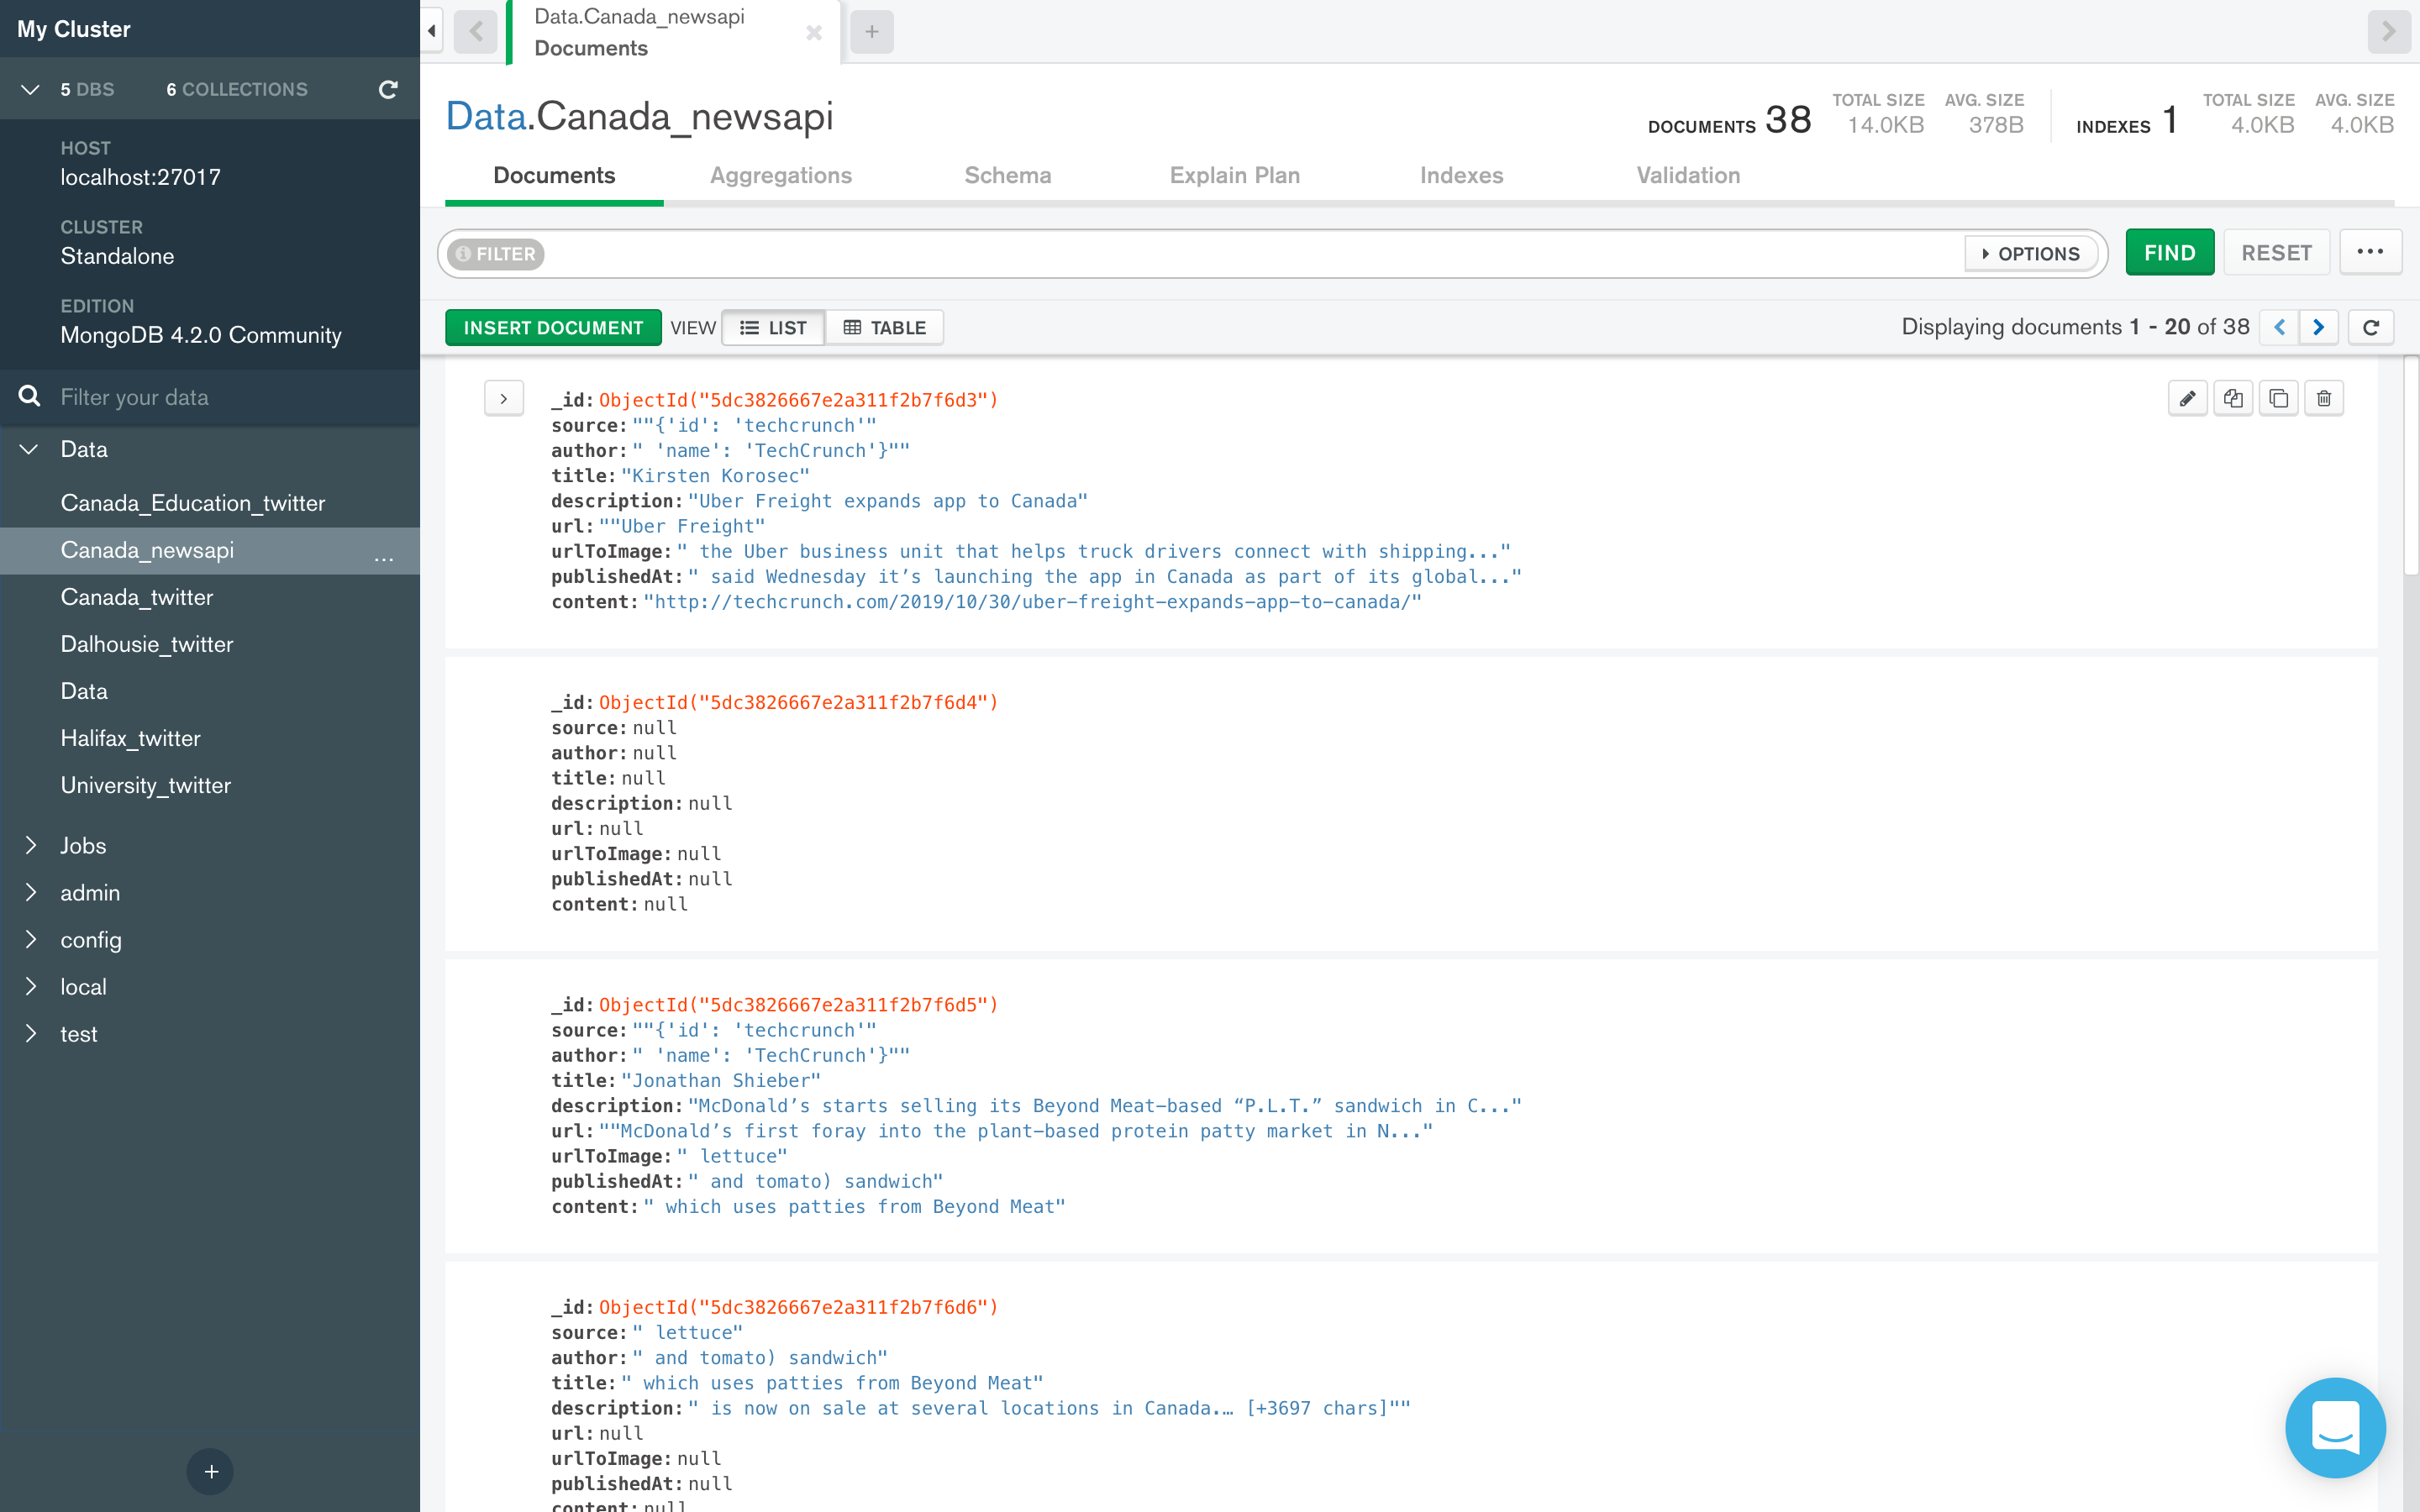 My Cluster
5 DBS 6 COLLECTIONS
HOST
localhost:27017
CLUSTER
Standalone
EDITION
MongoDB 4.2.0 Community
Filter your data
Data
Canada_Education_twitter
Canada_newsapi ...
Canada_twitter
Dalhousie_twitter
Data
Halifax_twitter
University_twitter
Jobs
admin
config
local
test
Data.Canada_newsapi
Documents
Data.Canada_newsapi
DOCUMENTS 38 TOTAL SIZE 14.0KB AVG. SIZE 378B INDEXES 1 TOTAL SIZE 4.0KB AVG. SIZE 4.0KB
Documents Aggregations Schema Explain Plan Indexes Validation
FILTER OPTIONS FIND RESET ...
INSERT DOCUMENT VIEW LIST TABLE Displaying documents 1 - 20 of 38
_id: ObjectId("5dc3826667e2a311f2b7f6d3")
source: ""{'id': 'techcrunch'"
author: " 'name': 'TechCrunch'}""
title: "Kirsten Korosec"
description: "Uber Freight expands app to Canada"
url: ""Uber Freight"
urlToImage: " the Uber business unit that helps truck drivers connect with shipping..."
publishedAt: " said Wednesday it’s launching the app in Canada as part of its global..."
content: "http://techcrunch.com/2019/10/30/uber-freight-expands-app-to-canada/"
_id: ObjectId("5dc3826667e2a311f2b7f6d4")
source: null
author: null
title: null
description: null
url: null
urlToImage: null
publishedAt: null
content: null
_id: ObjectId("5dc3826667e2a311f2b7f6d5")
source: ""{'id': 'techcrunch'"
author: " 'name': 'TechCrunch'}""
title: "Jonathan Shieber"
description: "McDonald’s starts selling its Beyond Meat-based “P.L.T.” sandwich in C..."
url: ""McDonald’s first foray into the plant-based protein patty market in N..."
urlToImage: " lettuce"
publishedAt: " and tomato) sandwich"
content: " which uses patties from Beyond Meat"
_id: ObjectId("5dc3826667e2a311f2b7f6d6")
source: " lettuce"
author: " and tomato) sandwich"
title: " which uses patties from Beyond Meat"
description: " is now on sale at several locations in Canada.… [+3697 chars]""
url: null
urlToImage: null
publishedAt: null
content: null